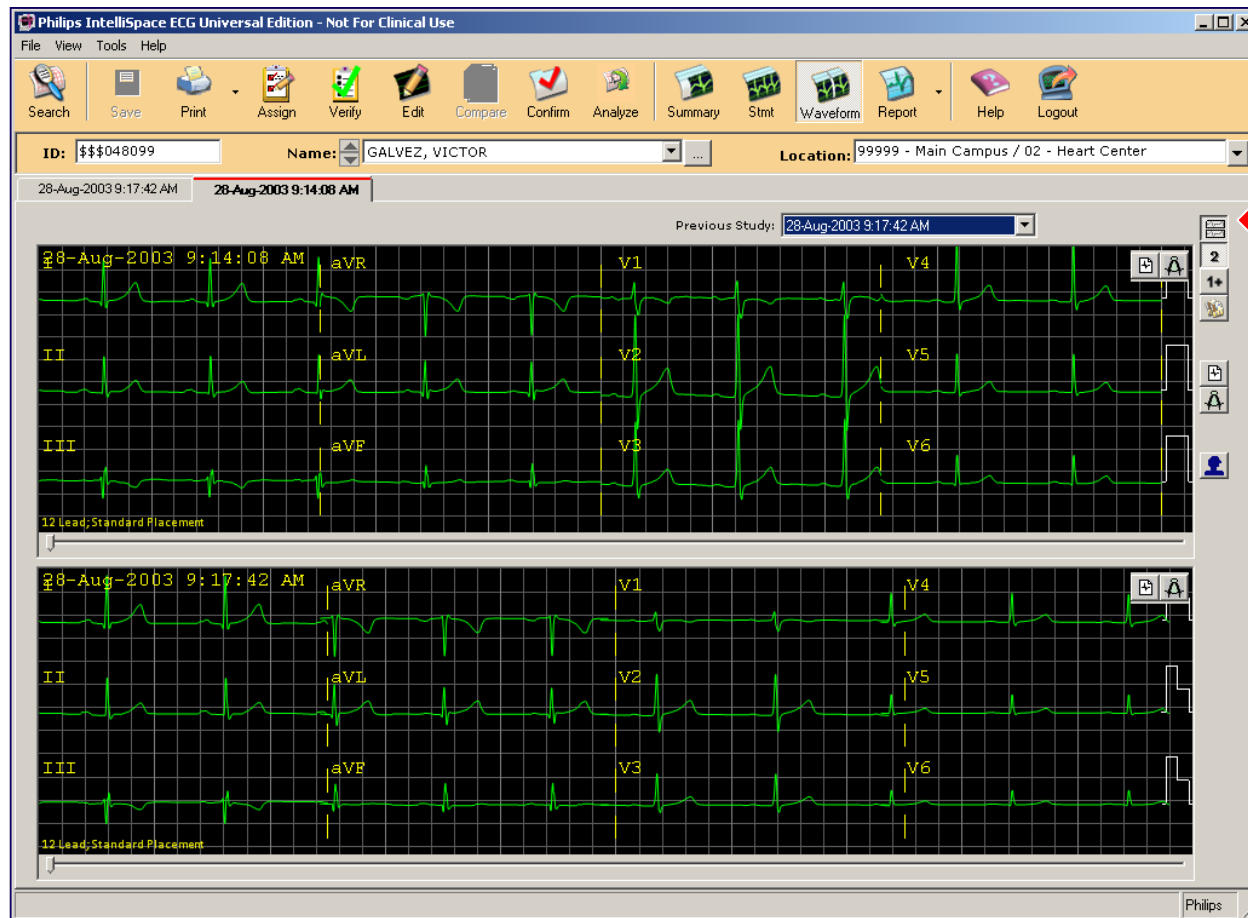 Philips IntelliSpace ECG Universal Edition - Not For Clinical Use
File View Tools Help
Search Save Print Assign Verify Edit Compare Confirm Analyze Summary Stmt Waveform Report Help Logout
ID: $$$048099 Name: GALVEZ, VICTOR ... Location: 99999 - Main Campus / 02 - Heart Center
28-Aug-2003 9:17:42 AM 28-Aug-2003 9:14:08 AM
Previous Study: 28-Aug-2003 9:17:42 AM
28-Aug-2003 9:14:08 AM
I aVR V1 V4
2
1+
II aVL V2 V5
III aVF V3 V6
12 Lead;Standard Placement
28-Aug-2003 9:17:42 AM
I aVR V1 V4
II aVL V2 V5
III aVF V3 V6
12 Lead;Standard Placement
Philips